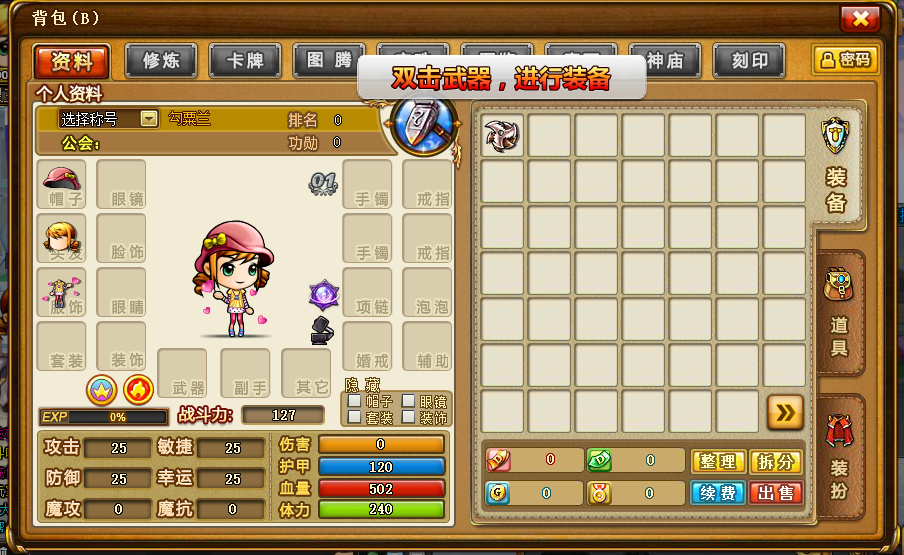 背包(B)
资料 修炼 卡牌 图腾 神庙 刻印 密码
双击武器，进行装备
个人资料
选择称号 勾粟兰 排名 0
公会: 功勋 0
12
帽子 眼镜 01 手镯 戒指
头发 脸饰 手镯 戒指
服饰 眼睛 项链 泡泡
套装 装饰 婚戒 辅助
武器 副手 其它
隐藏
帽子 眼镜
套装 装饰
EXP 0% 战斗力: 127
攻击 25 敏捷 25 伤害 0
防御 25 幸运 25 护甲 120
魔攻 0 魔抗 0 血量 502
体力 240
装备
道具
装扮
0 0 整理 拆分
G 0 0 续费 出售